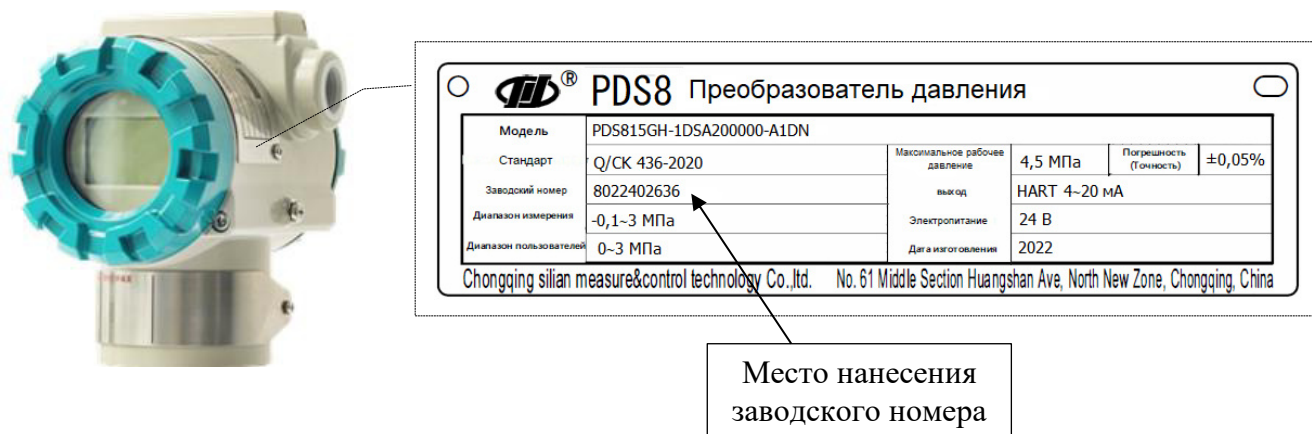 ® PDS8 Преобразователь давления
Модель PDS815GH-1DSA200000-A1DN
Стандарт Q/CK 436-2020 Максимальное рабочее давление 4,5 МПа Погрешность (Точность) ±0,05%
Заводский номер 8022402636 выход HART 4~20 мА
Диапазон измерения -0,1~3 МПа Электропитание 24 В
Диапазон пользователей 0~3 МПа Дата изготовления 2022
Chongqing silian measure&control technology Co.,ltd. No. 61 Middle Section Huangshan Ave, North New Zone, Chongqing, China
Место нанесения
заводского номера